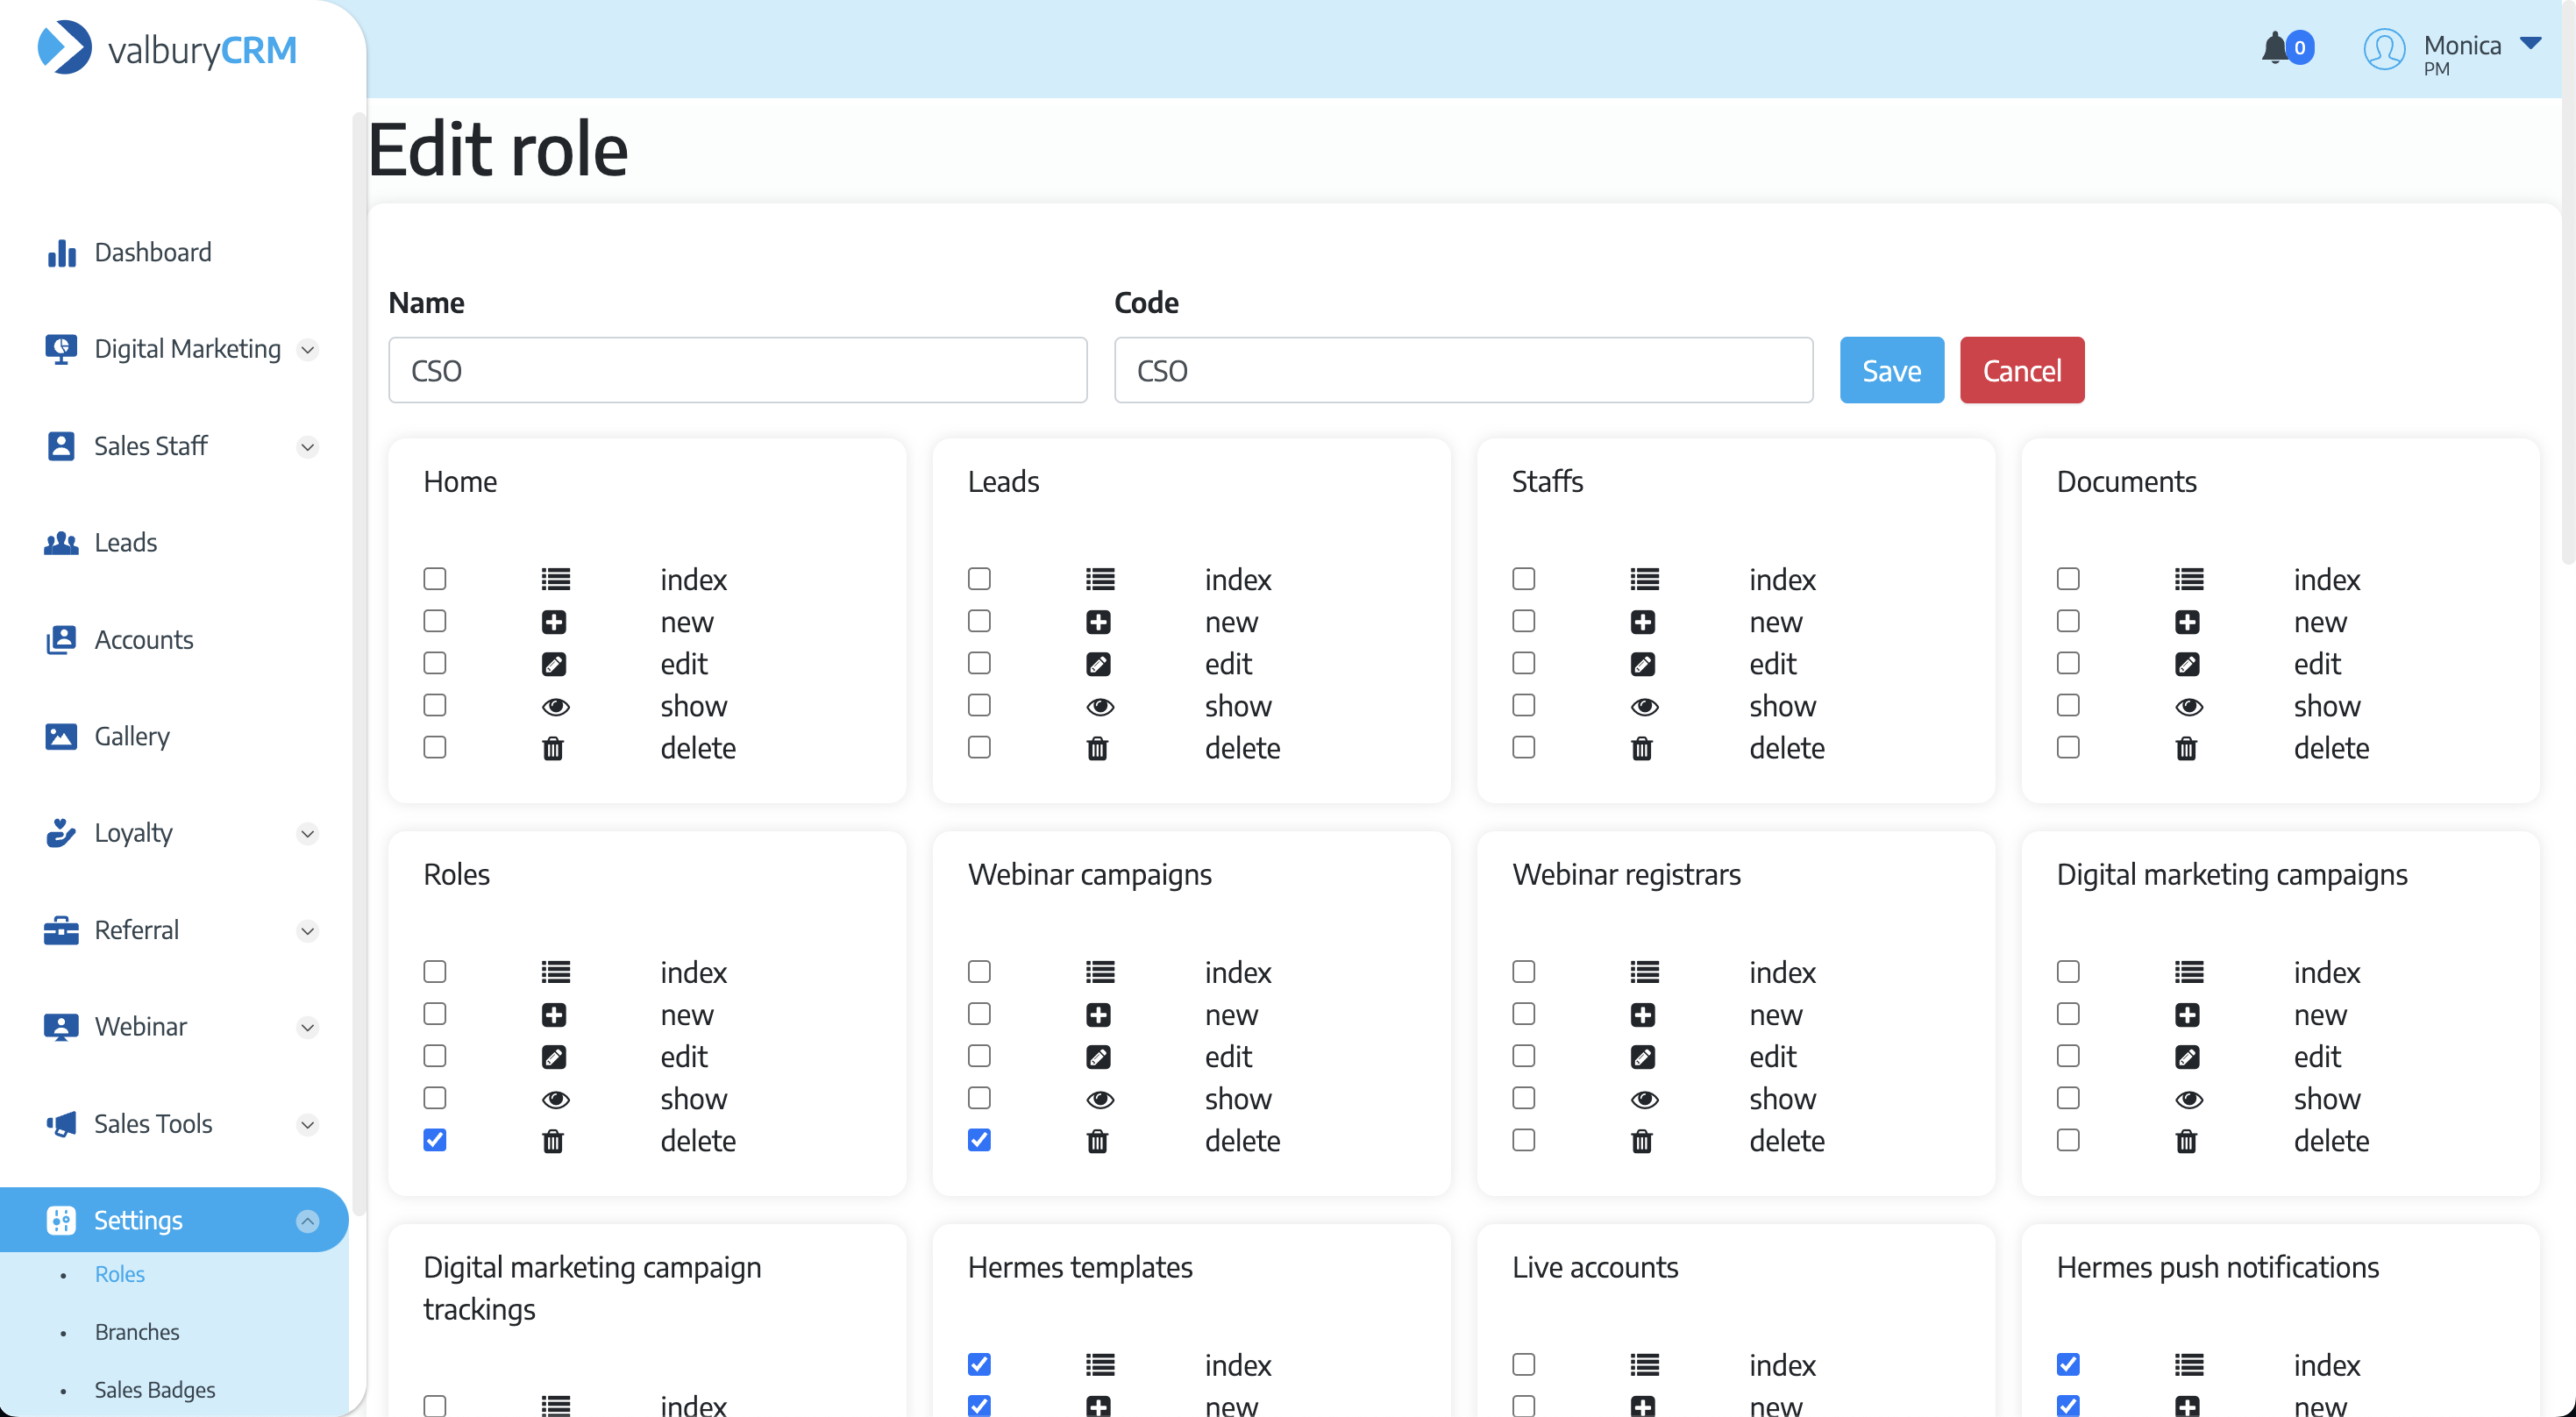 valburyCRM
0
Monica
PM
Dashboard
Digital Marketing
Sales Staff
Leads
Accounts
Gallery
Loyalty
Referral
Webinar
Sales Tools
Settings
Roles
Branches
Sales Badges
Edit role
Name
Code
CSO
CSO
Save
Cancel
Home
index
new
edit
show
delete
Leads
index
new
edit
show
delete
Staffs
index
new
edit
show
delete
Documents
index
new
edit
show
delete
Roles
index
new
edit
show
delete
Webinar campaigns
index
new
edit
show
delete
Webinar registrars
index
new
edit
show
delete
Digital marketing campaigns
index
new
edit
show
delete
Digital marketing campaign
trackings
index
Hermes templates
index
new
Live accounts
index
new
Hermes push notifications
index
new